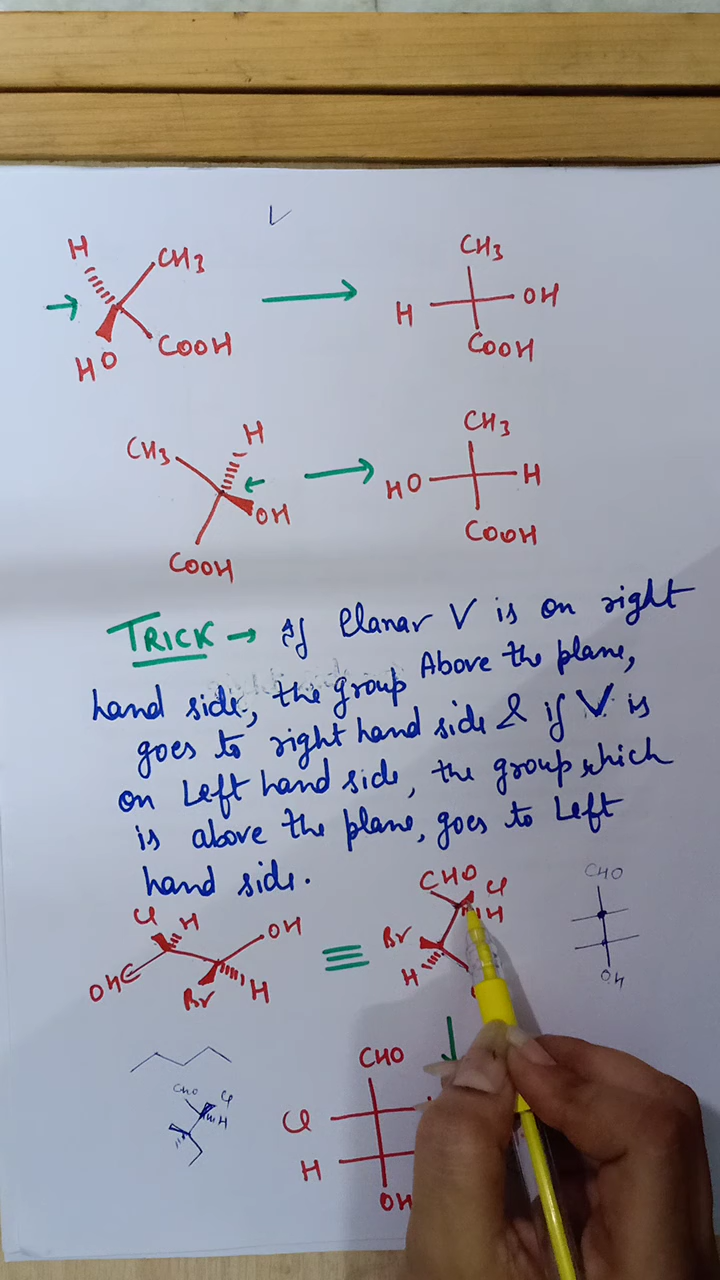 V
H
CH3
→
HO
COOH
CH3
H
OH
COOH
CH3
H
OH
COOH
CH3
HO
H
COOH
TRICK → If Planar V is on right
hand side, the group Above the plane,
goes to right hand side & if V is
on Left hand side, the group which
is above the plane, goes to Left
hand side.
Cl
H
OH
OHC
Br
H
≡
CHO
Cl
H
Br
H
CHO
OH
CHO
Cl
H
CHO
Cl
H
OH